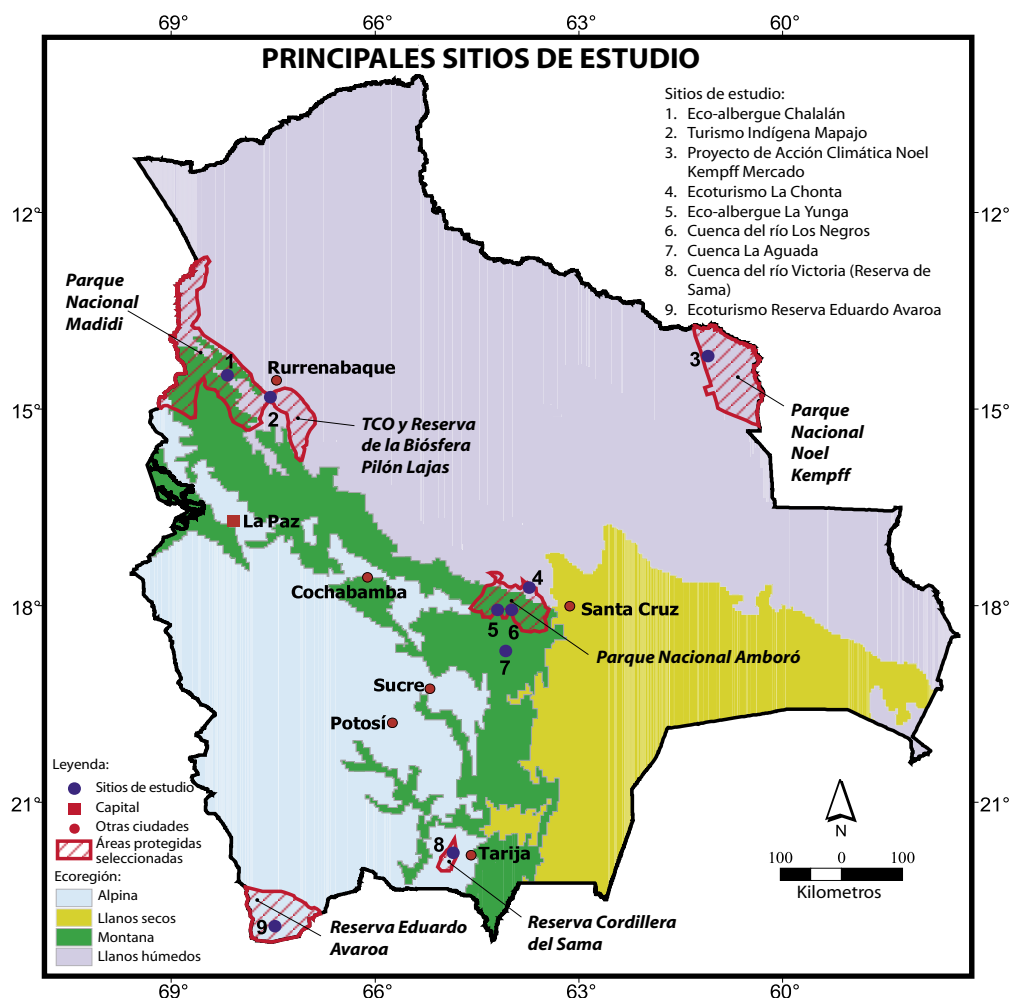 69°
66°
63°
60°
PRINCIPALES SITIOS DE ESTUDIO
Sitios de estudio:
1. Eco-albergue Chalalán
2. Turismo Indígena Mapajo
3. Proyecto de Acción Climática Noel
Kempff Mercado
4. Ecoturismo La Chonta
5. Eco-albergue La Yunga
6. Cuenca del río Los Negros
7. Cuenca La Aguada
8. Cuenca del río Victoria (Reserva de
Sama)
9. Ecoturismo Reserva Eduardo Avaroa
12°
12°
Parque
Nacional
Madidi
1
Rurrenabaque
2
TCO y Reserva
de la Biósfera
Pilón Lajas
3
Parque
Nacional
Noel
Kempff
15°
15°
La Paz
Cochabamba
4
5
6
7
Santa Cruz
Parque Nacional Amboró
18°
18°
Sucre
Potosí
21°
21°
8
Tarija
Reserva Cordillera
del Sama
9
Reserva Eduardo
Avaroa
Leyenda:
Sitios de estudio
Capital
Otras ciudades
Áreas protegidas
seleccionadas
Ecoregión:
Alpina
Llanos secos
Montana
Llanos húmedos
N
100
0
100
Kilometros
69°
66°
63°
60°